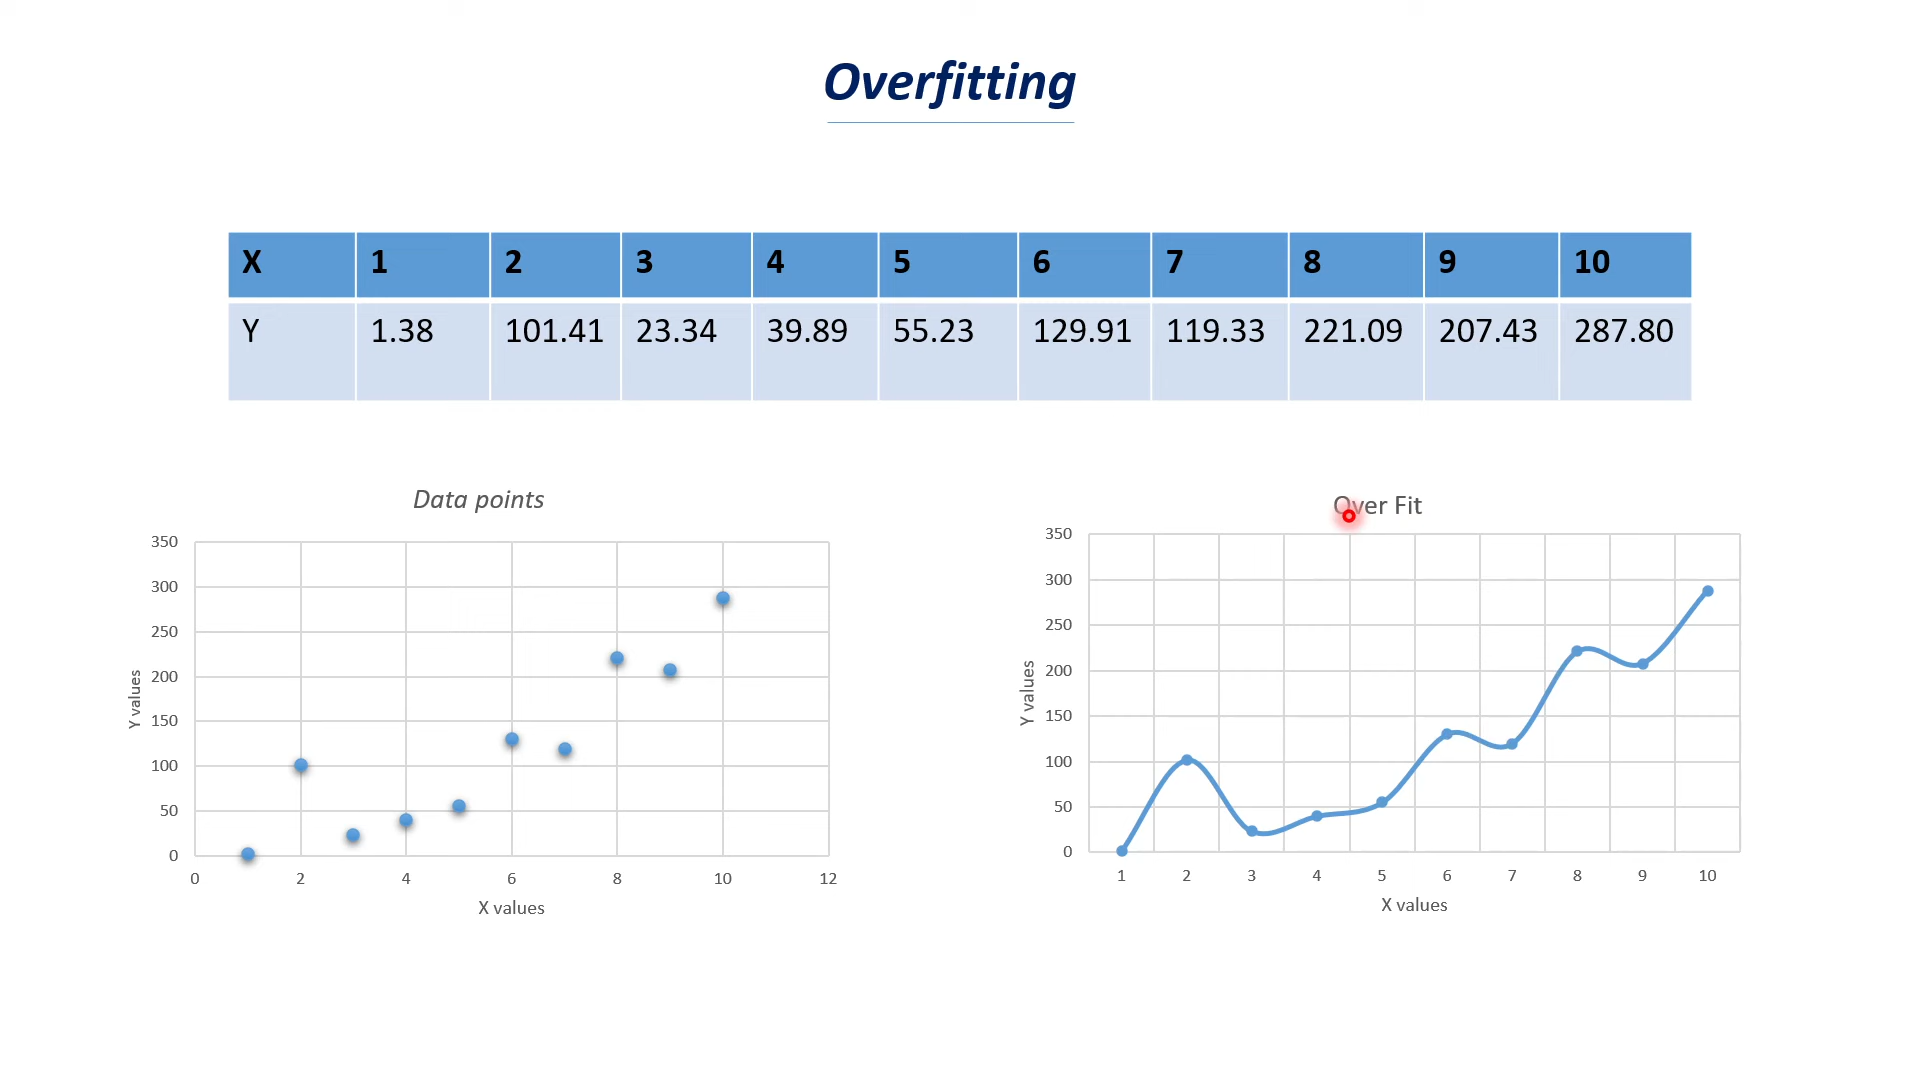 Overfitting
X 1 2 3 4 5 6 7 8 9 10
Y 1.38 101.41 23.34 39.89 55.23 129.91 119.33 221.09 207.43 287.80
Data points
350
300
250
200
150
100
50
0
Y values
0 2 4 6 8 10 12
X values
Over Fit
350
300
250
200
150
100
50
0
Y values
1 2 3 4 5 6 7 8 9 10
X values